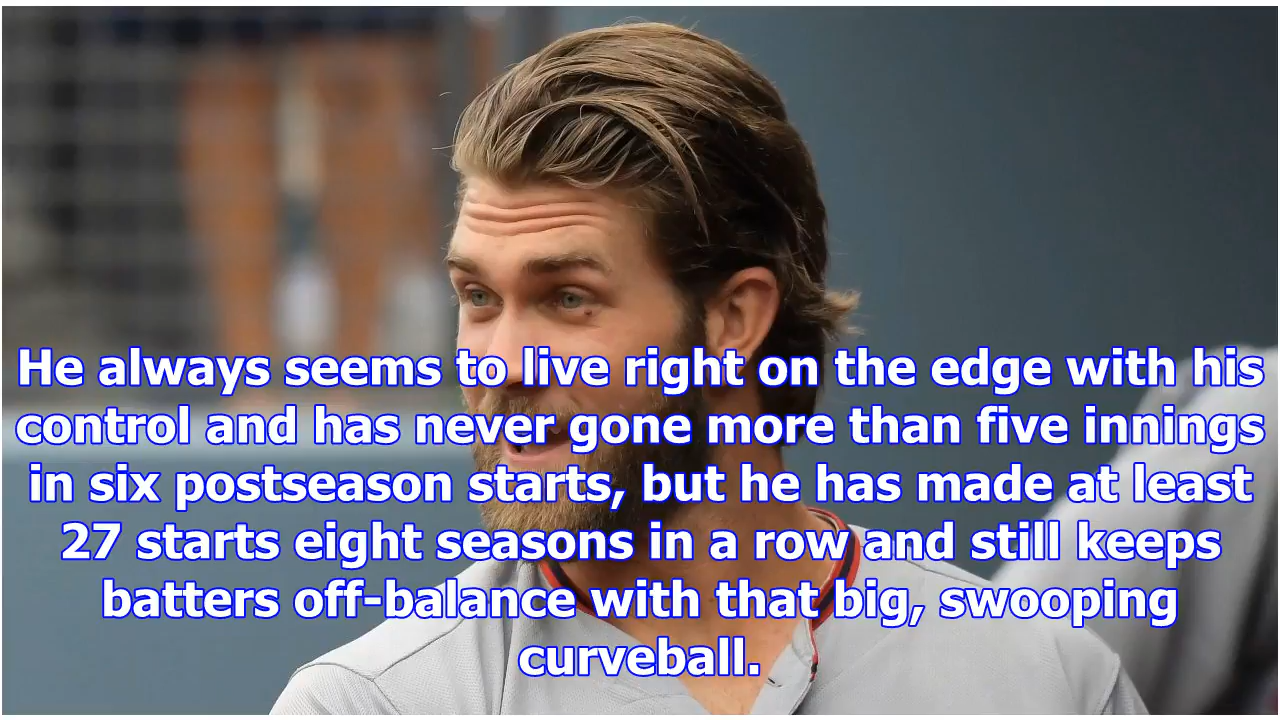 He always seems to live right on the edge with his
control and has never gone more than five innings
in six postseason starts, but he has made at least
27 starts eight seasons in a row and still keeps
batters off-balance with that big, swooping
curveball.